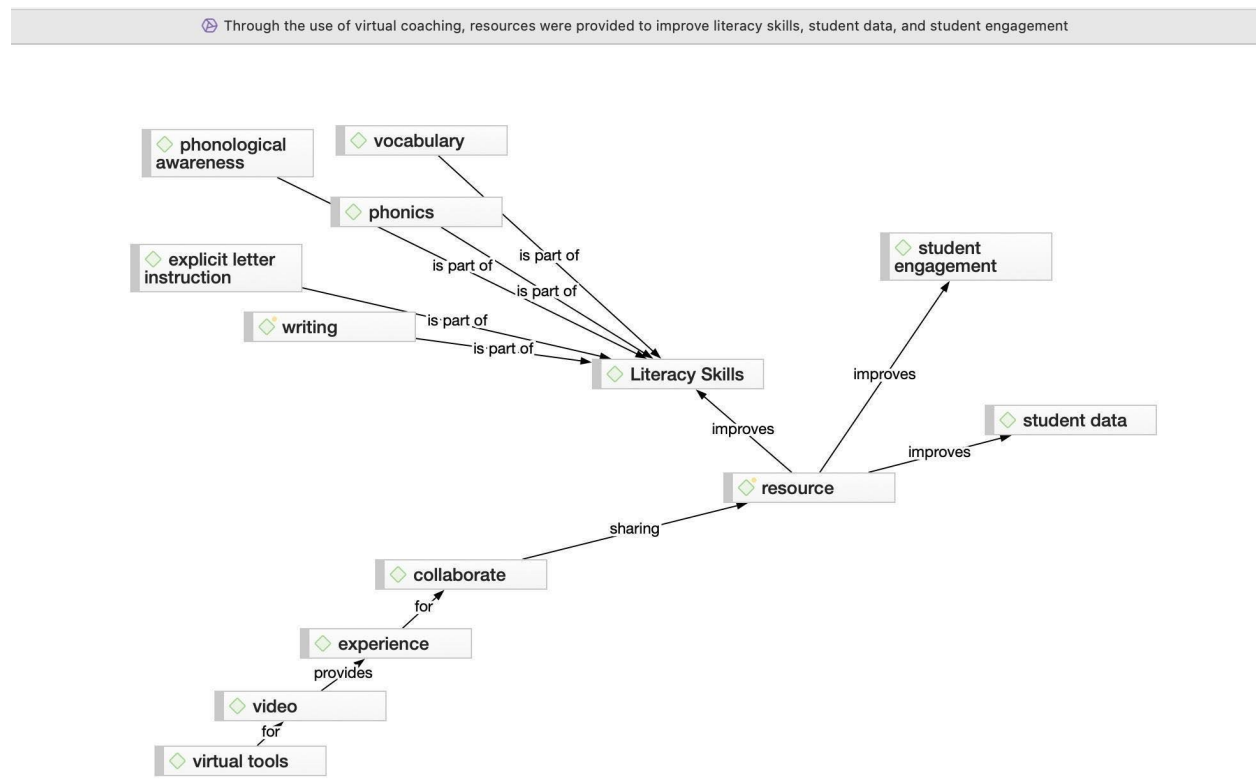 Through the use of virtual coaching, resources were provided to improve literacy skills, student data, and student engagement
phonological
awareness
vocabulary
phonics
explicit letter
instruction
writing
is part of
is part of
is part of
is part of
is part of
Literacy Skills
student
engagement
improves
improves
student data
improves
resource
sharing
collaborate
for
experience
provides
video
for
virtual tools